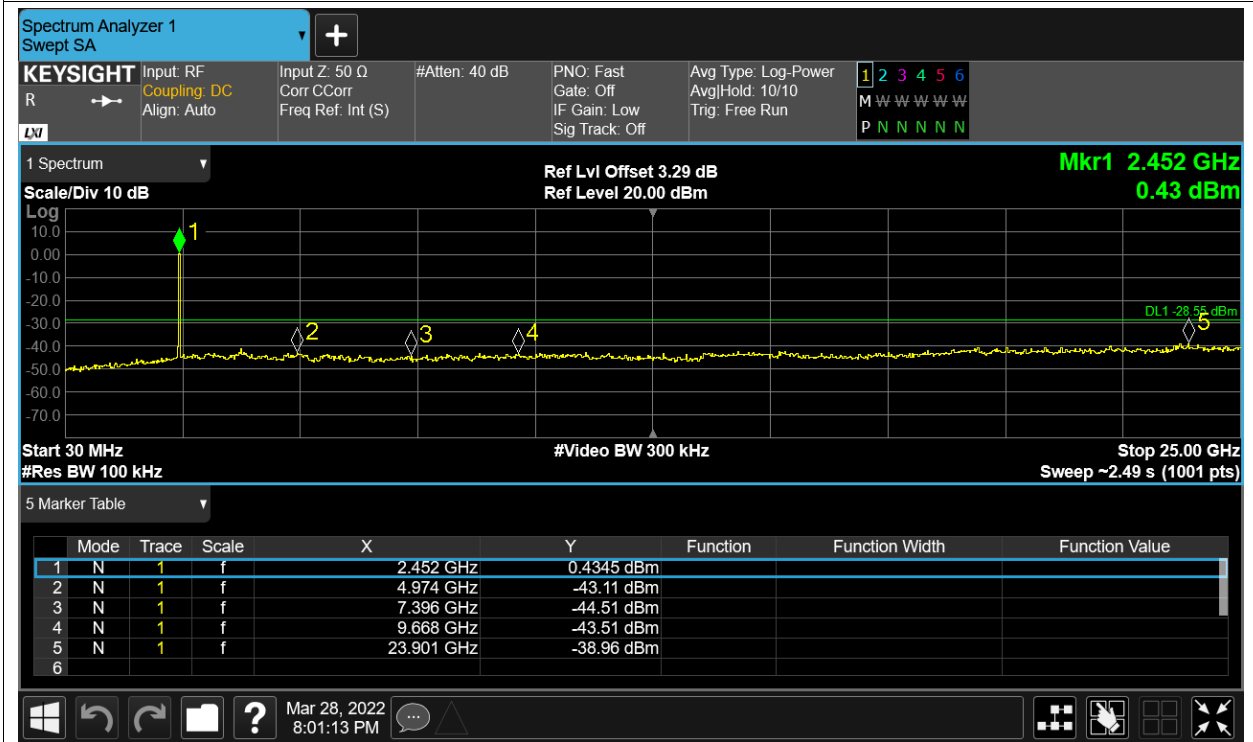 Spectrum Analyzer 1
Swept SA
+
KEYSIGHT Input: RF Input Z: 50 Ω #Atten: 40 dB PNO: Fast Avg Type: Log-Power 1 2 3 4 5 6
R Coupling: DC Corr CCorr Gate: Off Avg|Hold: 10/10 M W W W W W
Align: Auto Freq Ref: Int (S) IF Gain: Low Trig: Free Run
LXI Sig Track: Off P N N N N N
1 Spectrum Ref Lvl Offset 3.29 dB Mkr1 2.452 GHz
Scale/Div 10 dB Ref Level 20.00 dBm 0.43 dBm
Log
10.0
1
0.00
-10.0
-20.0
DL1 -28.55 dBm
-30.0
2 3 4 5
-40.0
-50.0
-60.0
-70.0
Start 30 MHz #Video BW 300 kHz Stop 25.00 GHz
#Res BW 100 kHz Sweep ~2.49 s (1001 pts)
5 Marker Table
Mode Trace Scale X Y Function Function Width Function Value
1 N 1 f 2.452 GHz 0.4345 dBm
2 N 1 f 4.974 GHz -43.11 dBm
3 N 1 f 7.396 GHz -44.51 dBm
4 N 1 f 9.668 GHz -43.51 dBm
5 N 1 f 23.901 GHz -38.96 dBm
6
? Mar 28, 2022
8:01:13 PM